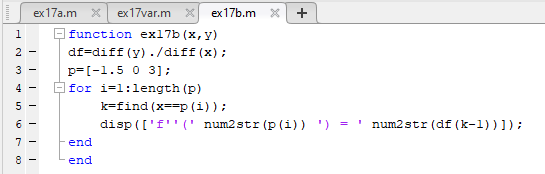 ex17a.m ex17var.m ex17b.m
1 function ex17b(x,y)
2 df=diff(y)./diff(x);
3 p=[-1.5 0 3];
4 for i=1:length(p)
5 k=find(x==p(i));
6 disp(['f''(' num2str(p(i)) ') = ' num2str(df(k-1))]);
7 end
8 end